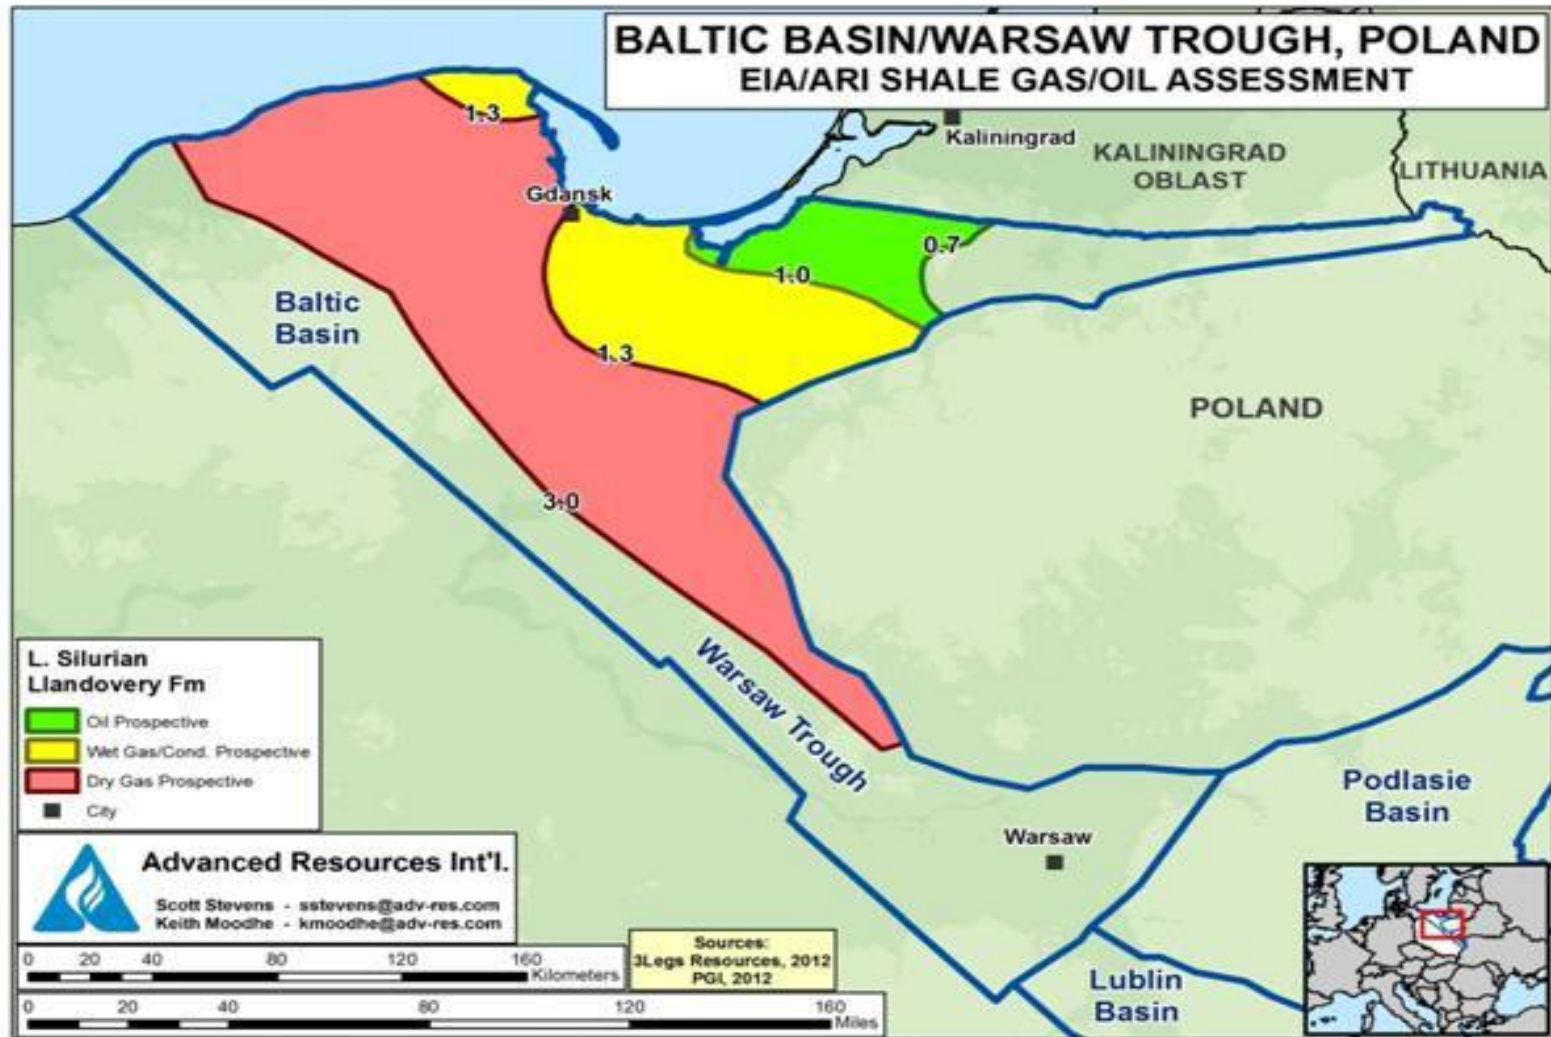 BALTIC BASIN/WARSAW TROUGH, POLAND
EIA/ARI SHALE GAS/OIL ASSESSMENT
1.3
Kaliningrad
KALININGRAD
OBLAST
LITHUANIA
Gdansk
0.7
1.0
Baltic
Basin
1.3
POLAND
3.0
L. Silurian
Llandovery Fm
Oil Prospective
Wet Gas/Cond. Prospective
Dry Gas Prospective
City
Warsaw Trough
Podlasie
Basin
Warsaw
Advanced Resources Int'l.
Scott Stevens - sstevens@adv-res.com
Keith Moodhe - kmoodhe@adv-res.com
Sources:
3Legs Resources, 2012
PGI, 2012
0 20 40 80 120 160
Kilometers
0 20 40 80 120 160
Miles
Lublin
Basin